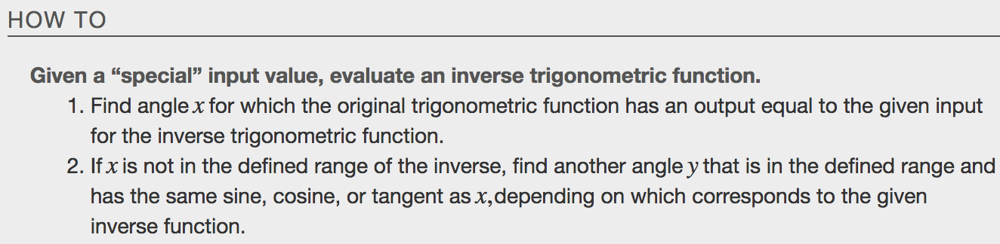 HOW TO
Given a “special” input value, evaluate an inverse trigonometric function.
1. Find angle x for which the original trigonometric function has an output equal to the given input
for the inverse trigonometric function.
2. If x is not in the defined range of the inverse, find another angle y that is in the defined range and
has the same sine, cosine, or tangent as x,depending on which corresponds to the given
inverse function.